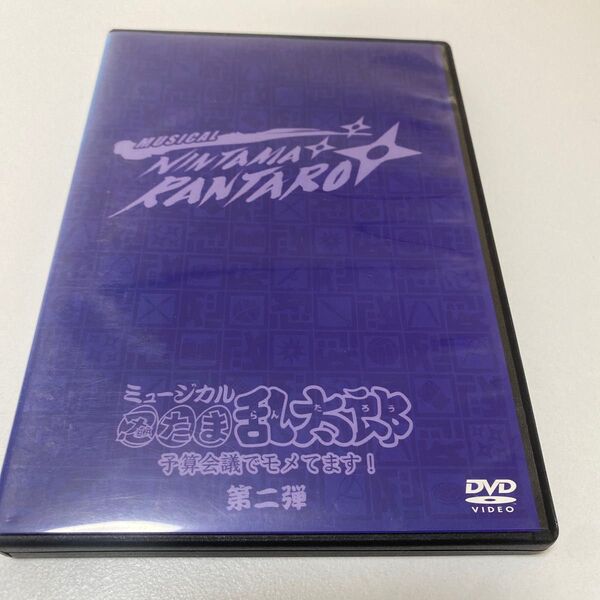 MUSICAL
NINTAMA
RANTARO
ミュージカル
忍たま乱太郎
らんたろう
予算会議でモメてます!
第二弾
DVD
VIDEO